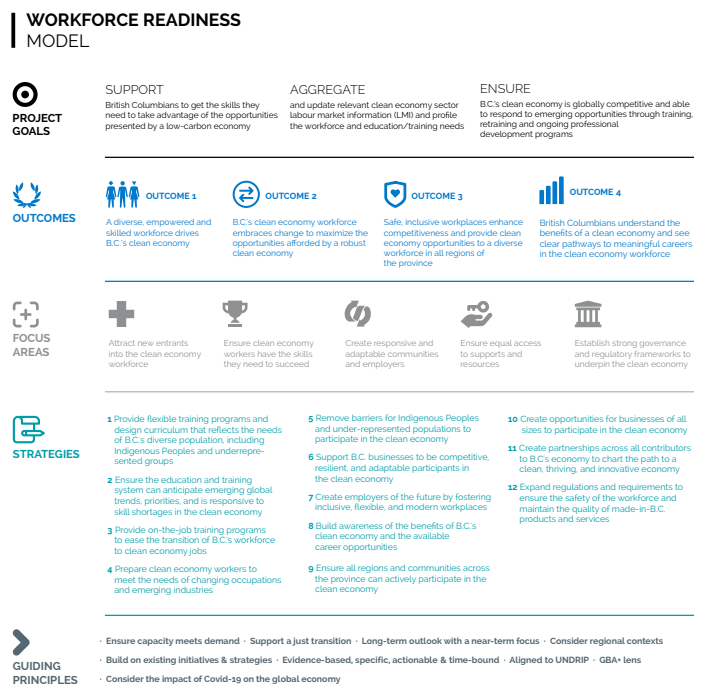 WORKFORCE READINESS
MODEL
PROJECT
GOALS
SUPPORT
British Columbians to get the skills they
need to take advantage of the opportunities
presented by a low-carbon economy
AGGREGATE
and update relevant clean economy sector
labour market information (LMI) and profile
the workforce and education/training needs
ENSURE
B.C.'s clean economy is globally competitive and able
to respond to emerging opportunities through training,
retraining and ongoing professional
development programs
OUTCOMES
OUTCOME 1
A diverse, empowered and
skilled workforce drives
B.C.'s clean economy
OUTCOME 2
B.C.'s clean economy workforce
embraces change to maximize the
opportunities afforded by a robust
clean economy
OUTCOME 3
Safe, inclusive workplaces enhance
competitiveness and provide clean
economy opportunities to a diverse
workforce in all regions of
the province
OUTCOME 4
British Columbians understand the
benefits of a clean economy and see
clear pathways to meaningful careers
in the clean economy workforce
FOCUS
AREAS
Attract new entrants
into the clean economy
workforce
Ensure clean economy
workers have the skills
they need to succeed
Create responsive and
adaptable communities
and employers
Ensure equal access
to supports and
resources
Establish strong governance
and regulatory frameworks to
underpin the clean economy
STRATEGIES
1 Provide flexible training programs and
design curriculum that reflects the needs
of B.C.'s diverse population, including
Indigenous Peoples and underrepre-
sented groups
2 Ensure the education and training
system can anticipate emerging global
trends, priorities, and is responsive to
skill shortages in the clean economy
3 Provide on-the-job training programs
to ease the transition of B.C.'s workforce
to clean economy jobs
4 Prepare clean economy workers to
meet the needs of changing occupations
and emerging industries
5 Remove barriers for Indigenous Peoples
and under-represented populations to
participate in the clean economy
6 Support B.C. businesses to be competitive,
resilient, and adaptable participants in
the clean economy
7 Create employers of the future by fostering
inclusive, flexible, and modern workplaces
8 Build awareness of the benefits of B.C.'s
clean economy and the available
career opportunities
9 Ensure all regions and communities across
the province can actively participate in the
clean economy
10 Create opportunities for businesses of all
sizes to participate in the clean economy
11 Create partnerships across all contributors
to B.C's economy to chart the path to a
clean, thriving, and innovative economy
12 Expand regulations and requirements to
ensure the safety of the workforce and
maintain the quality of made-in-B.C.
products and services
GUIDING
PRINCIPLES
· Ensure capacity meets demand · Support a just transition · Long-term outlook with a near-term focus · Consider regional contexts
· Build on existing initiatives & strategies · Evidence-based, specific, actionable & time-bound · Aligned to UNDRIP · GBA+ lens
· Consider the impact of Covid-19 on the global economy